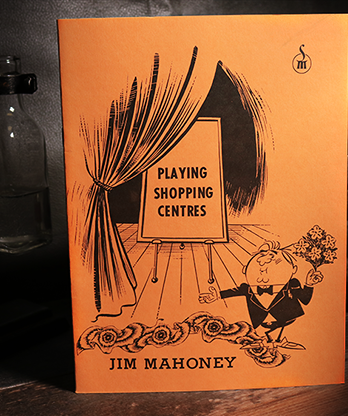 S
m
PLAYING
SHOPPING
CENTRES
JIM MAHONEY